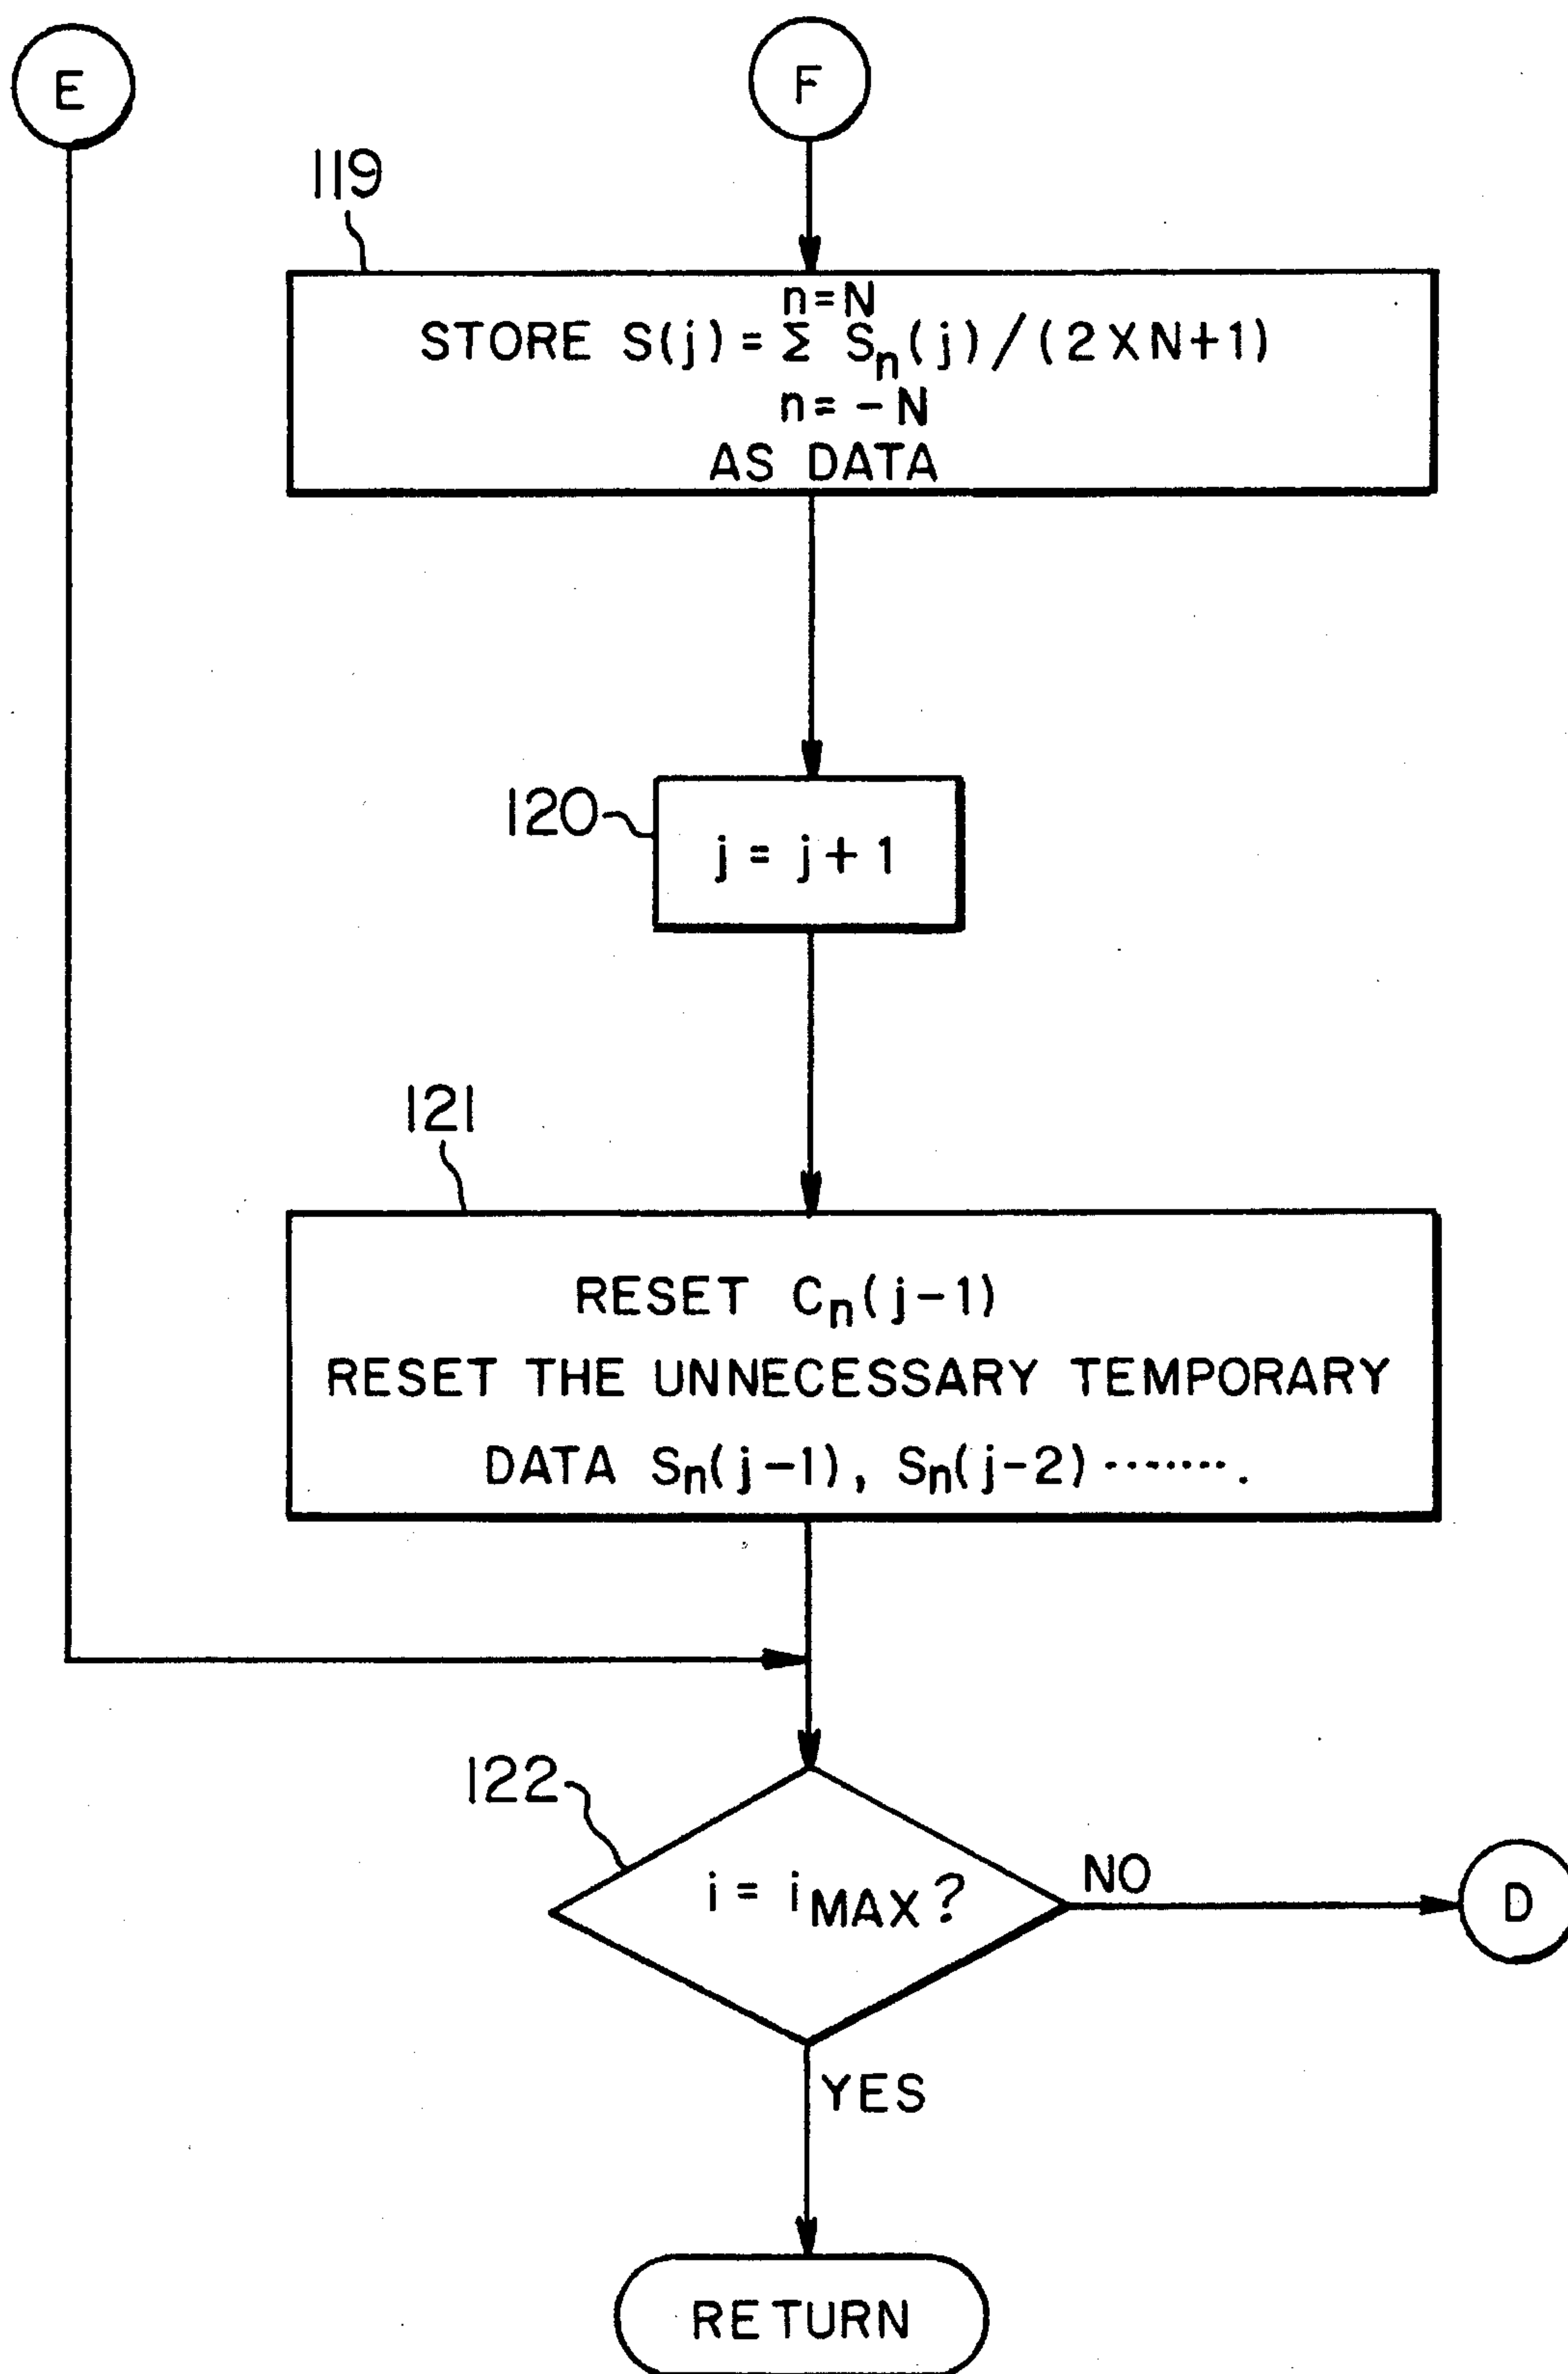 E
F
119
n=N
STORE S(j) = Σ Sn(j)/(2XN+1)
n=-N
AS DATA
120
j = j+1
121
RESET Cn(j-1)
RESET THE UNNECESSARY TEMPORARY
DATA Sn(j-1), Sn(j-2) ········.
122
i = iMAX?
NO
D
YES
RETURN